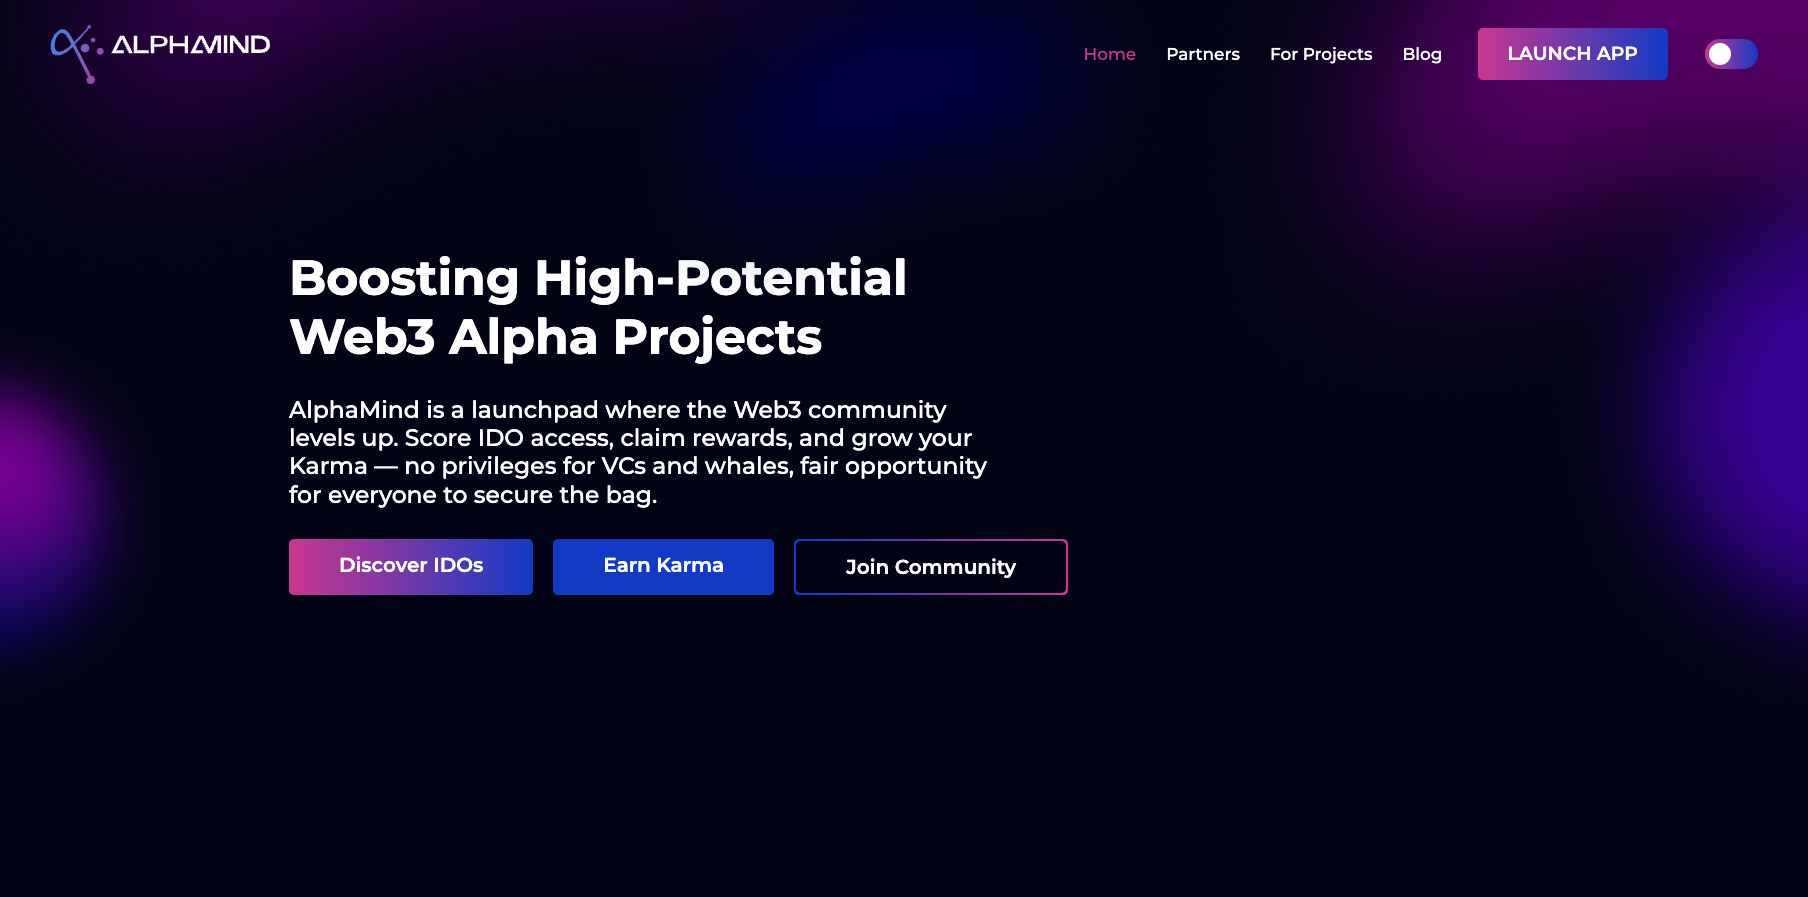 ALPHAMIND
Home
Partners
For Projects
Blog
LAUNCH APP
Boosting High-Potential
Web3 Alpha Projects
AlphaMind is a launchpad where the Web3 community
levels up. Score IDO access, claim rewards, and grow your
Karma — no privileges for VCs and whales, fair opportunity
for everyone to secure the bag.
Discover IDOs
Earn Karma
Join Community